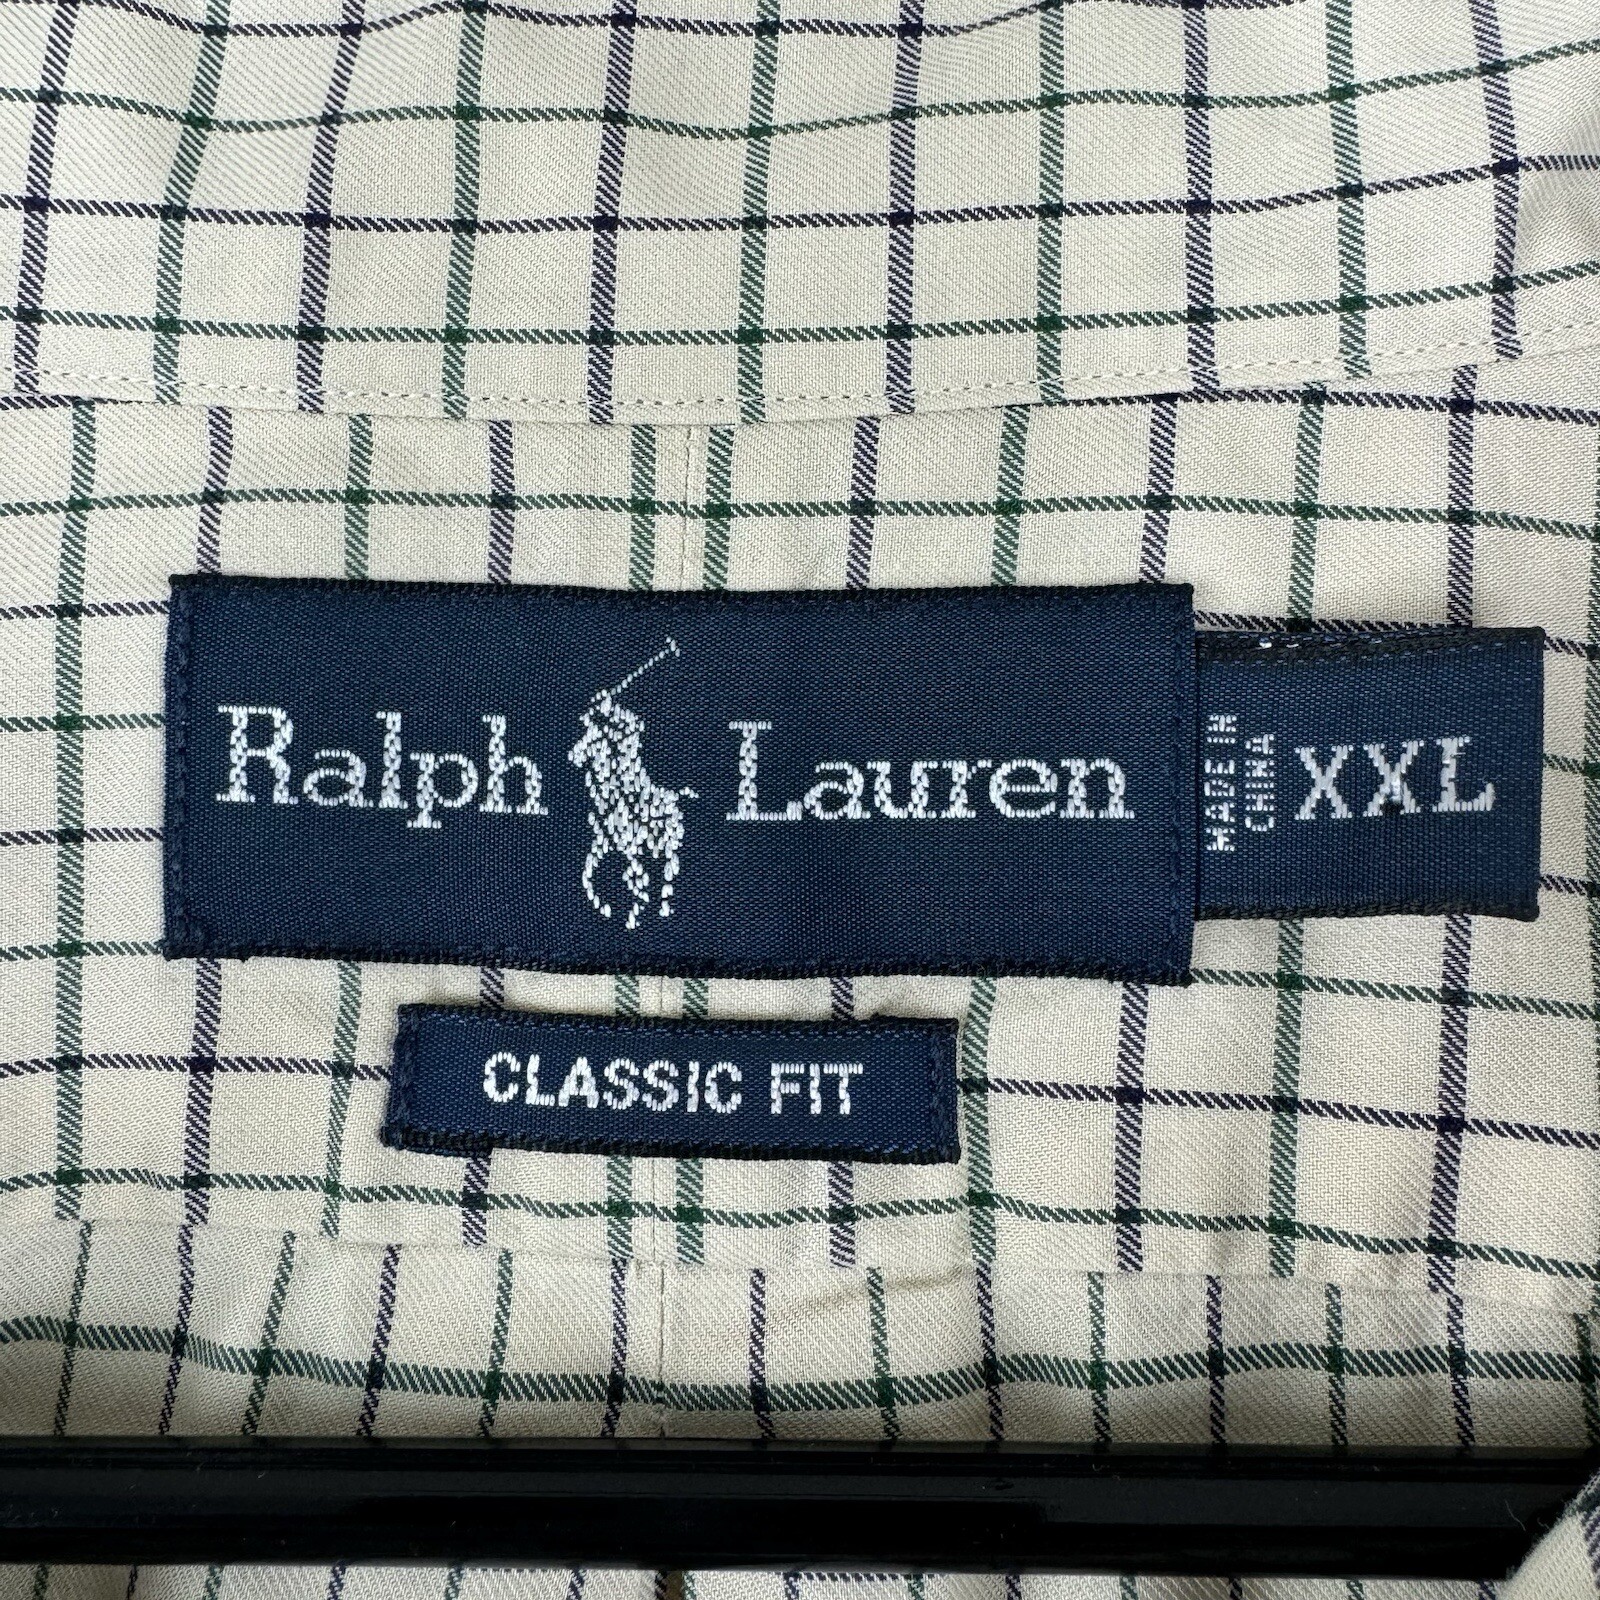 Ralph Lauren
MADE IN
CHINA
XXL
CLASSIC FIT